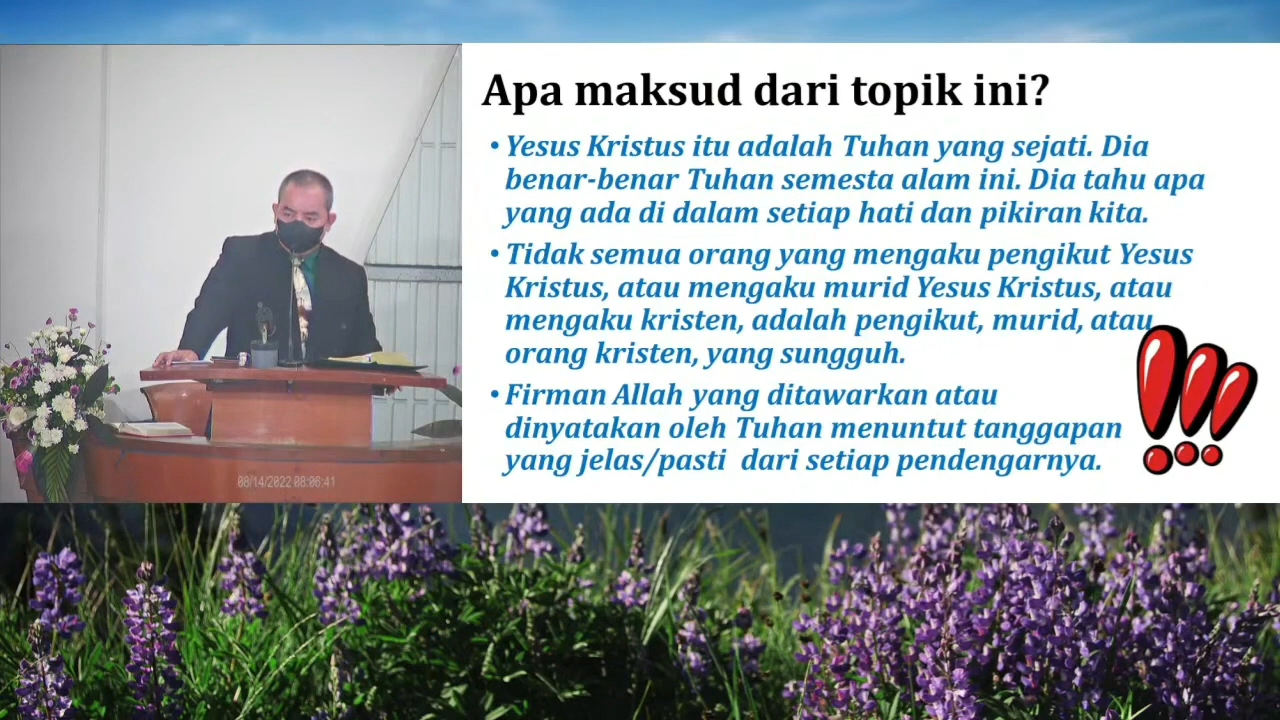 Apa maksud dari topik ini?
• Yesus Kristus itu adalah Tuhan yang sejati. Dia
benar-benar Tuhan semesta alam ini. Dia tahu apa
yang ada di dalam setiap hati dan pikiran kita.
• Tidak semua orang yang mengaku pengikut Yesus
Kristus, atau mengaku murid Yesus Kristus, atau
mengaku kristen, adalah pengikut, murid, atau
orang kristen, yang sungguh.
• Firman Allah yang ditawarkan atau
dinyatakan oleh Tuhan menuntut tanggapan
yang jelas/pasti dari setiap pendengarnya.
!!!
08/14/2022 08:06:41